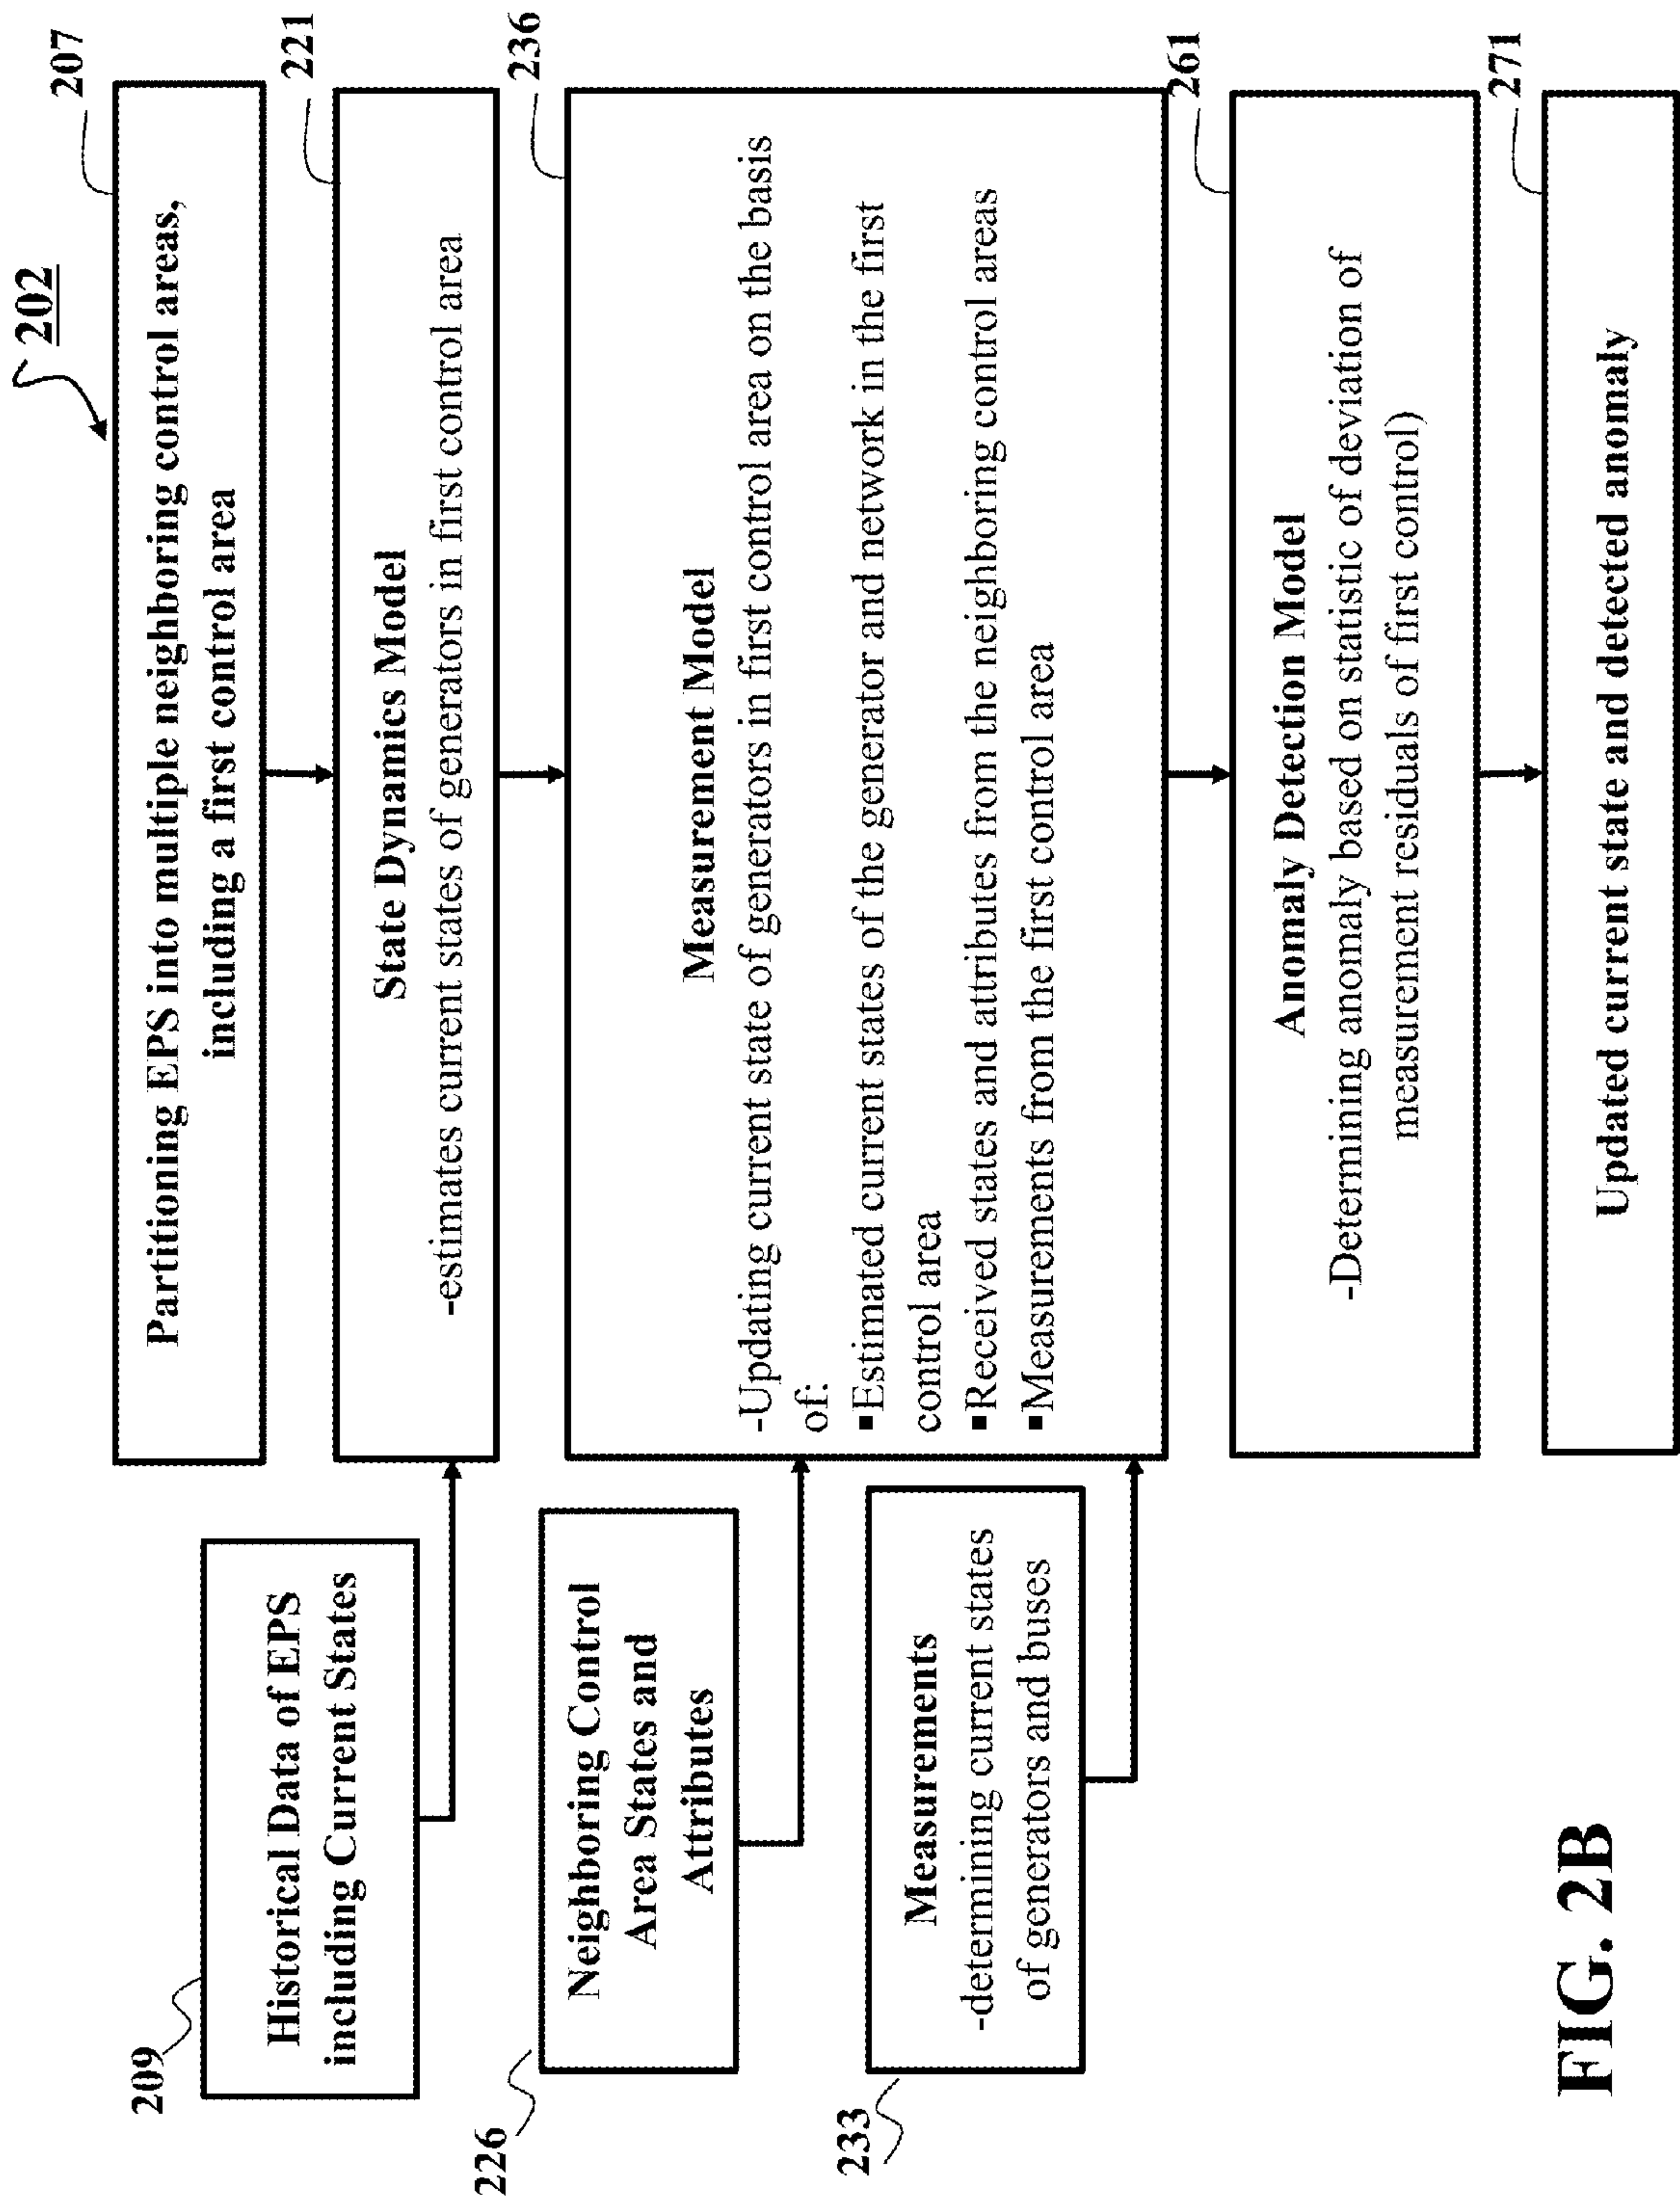 202
207
Partitioning EPS into multiple neighboring control areas,
including a first control area
209
Historical Data of EPS
including Current States
221
State Dynamics Model
-estimates current states of generators in first control area
226
Neighboring Control
Area States and
Attributes
236
Measurement Model
-Updating current state of generators in first control area on the basis
of:
▪Estimated current states of the generator and network in the first
control area
▪Received states and attributes from the neighboring control areas
▪Measurements from the first control area
233
Measurements
-determining current states
of generators and buses
261
Anomaly Detection Model
-Determining anomaly based on statistic of deviation of
measurement residuals of first control)
271
Updated current state and detected anomaly
FIG. 2B